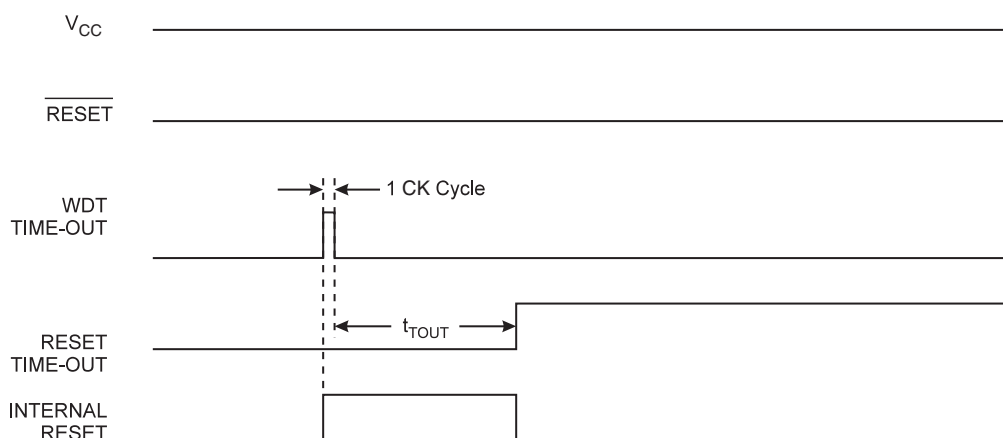 VCC
RESET
1 CK Cycle
WDT
TIME-OUT
tTOUT
RESET
TIME-OUT
INTERNAL
RESET